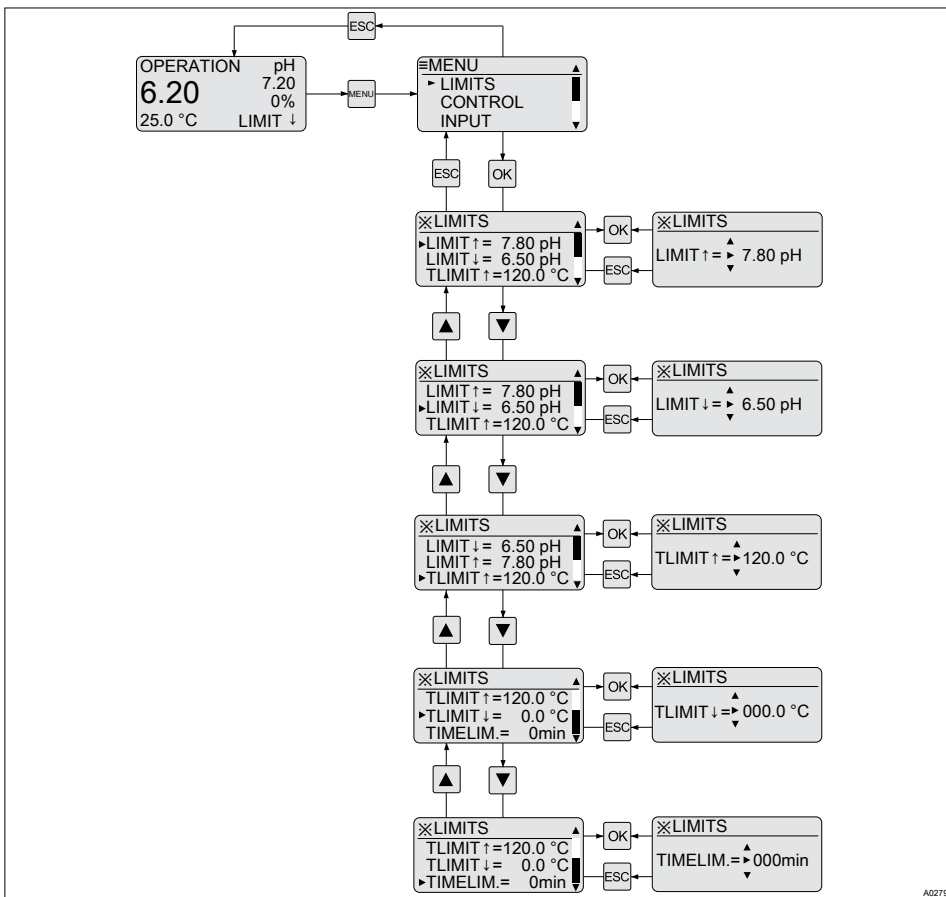 ESC
OPERATION pH
7.20
6.20
0%
25.0 °C LIMIT ↓
MENU
≡MENU ▲
► LIMITS
CONTROL
INPUT ▼
ESC
OK
※LIMITS ▲
►LIMIT↑= 7.80 pH
LIMIT↓= 6.50 pH
TLIMIT↑=120.0 °C ▼
OK
ESC
※LIMITS
▲
LIMIT↑= ► 7.80 pH
▼
▲
▼
※LIMITS ▲
LIMIT↑= 7.80 pH
►LIMIT↓= 6.50 pH
TLIMIT↑=120.0 °C ▼
OK
ESC
※LIMITS
▲
LIMIT↓= ► 6.50 pH
▼
▲
▼
※LIMITS ▲
LIMIT↓= 6.50 pH
LIMIT↑= 7.80 pH
►TLIMIT↑=120.0 °C ▼
OK
ESC
※LIMITS
▲
TLIMIT↑=►120.0 °C
▼
▲
▼
※LIMITS ▲
TLIMIT↑=120.0 °C
►TLIMIT↓= 0.0 °C
TIMELIM.= 0min ▼
OK
ESC
※LIMITS
▲
TLIMIT↓=► 000.0 °C
▼
▲
▼
※LIMITS ▲
TLIMIT↑=120.0 °C
TLIMIT↓= 0.0 °C
►TIMELIM.= 0min ▼
OK
ESC
※LIMITS
▲
TIMELIM.=►000min
▼
A0279